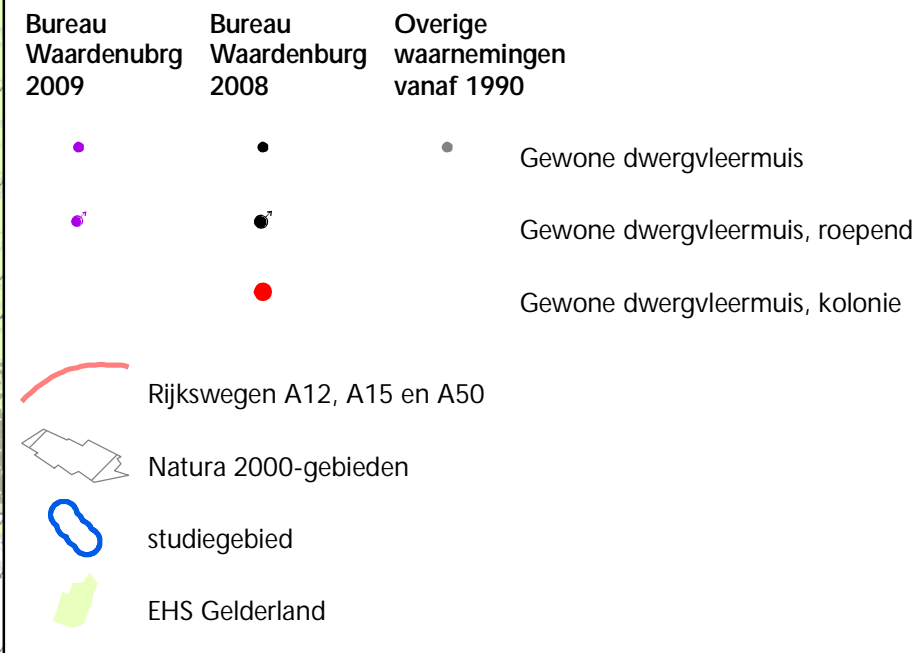 Bureau
Waardenubrg
2009
Bureau
Waardenburg
2008
Overige
waarnemingen
vanaf 1990
Gewone dwergvleermuis
Gewone dwergvleermuis, roepend
Gewone dwergvleermuis, kolonie
Rijkswegen A12, A15 en A50
Natura 2000-gebieden
studiegebied
EHS Gelderland